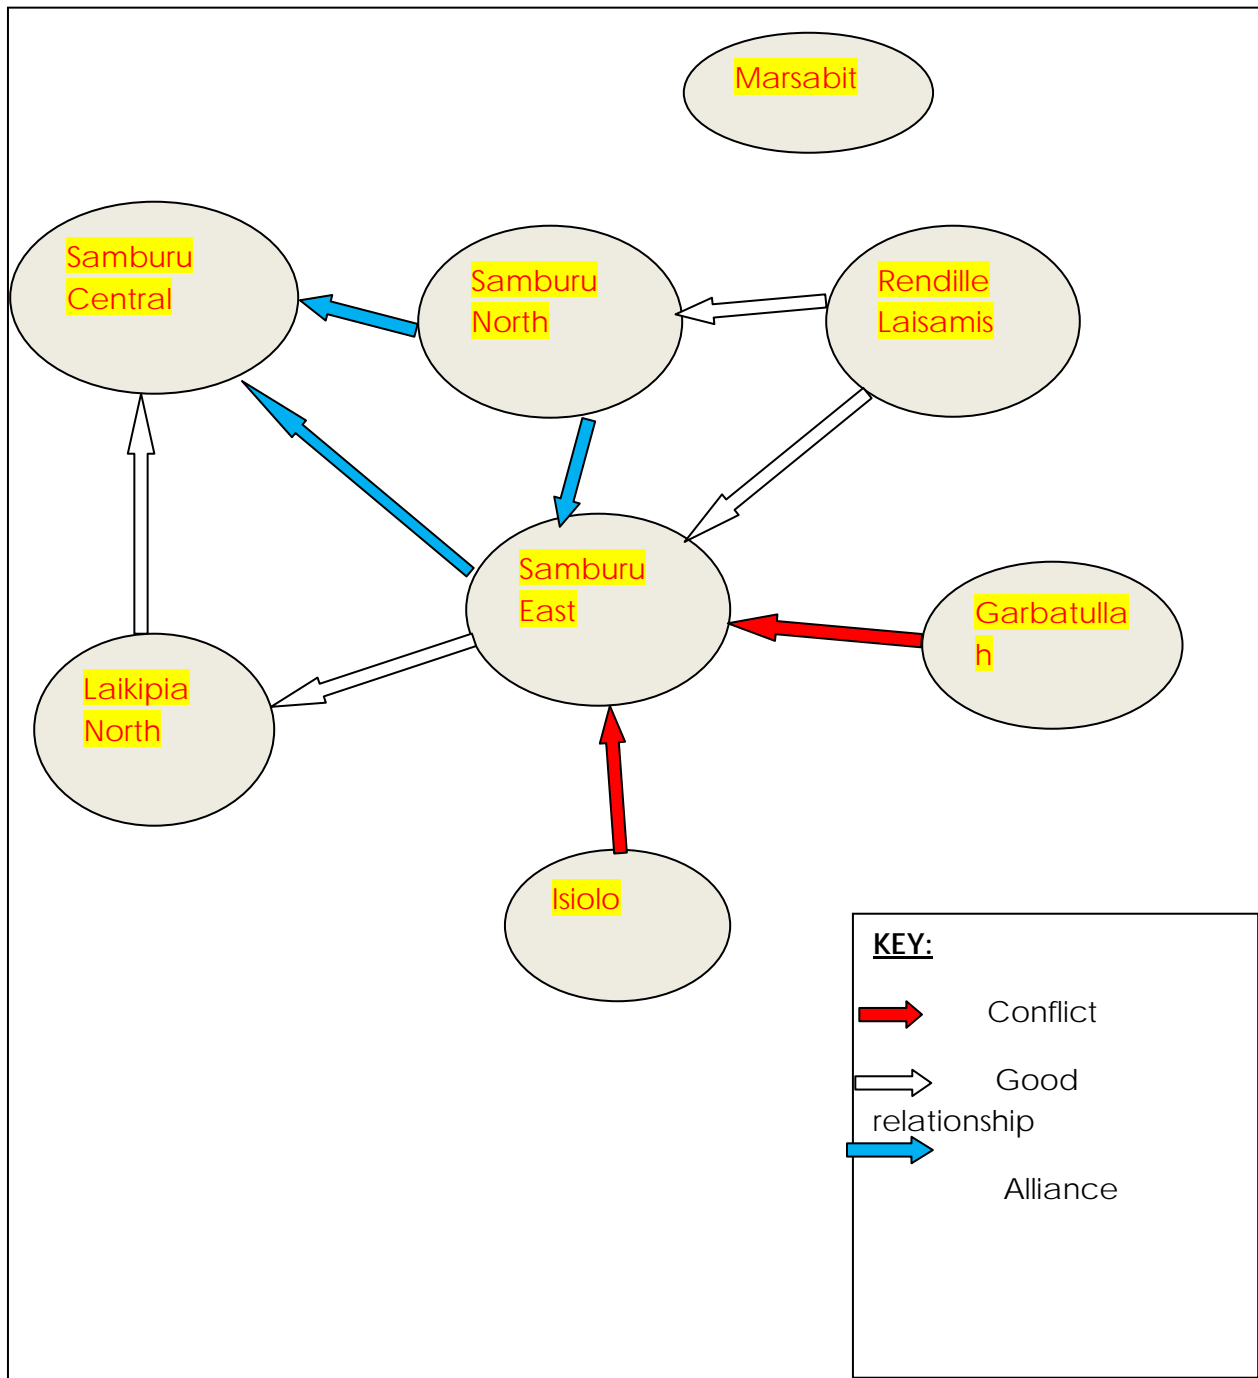 Marsabit
Samburu
Central
Samburu
North
Rendille
Laisamis
Samburu
East
Garbatulla
h
Laikipia
North
Isiolo
KEY:
Conflict
Good
relationship
Alliance